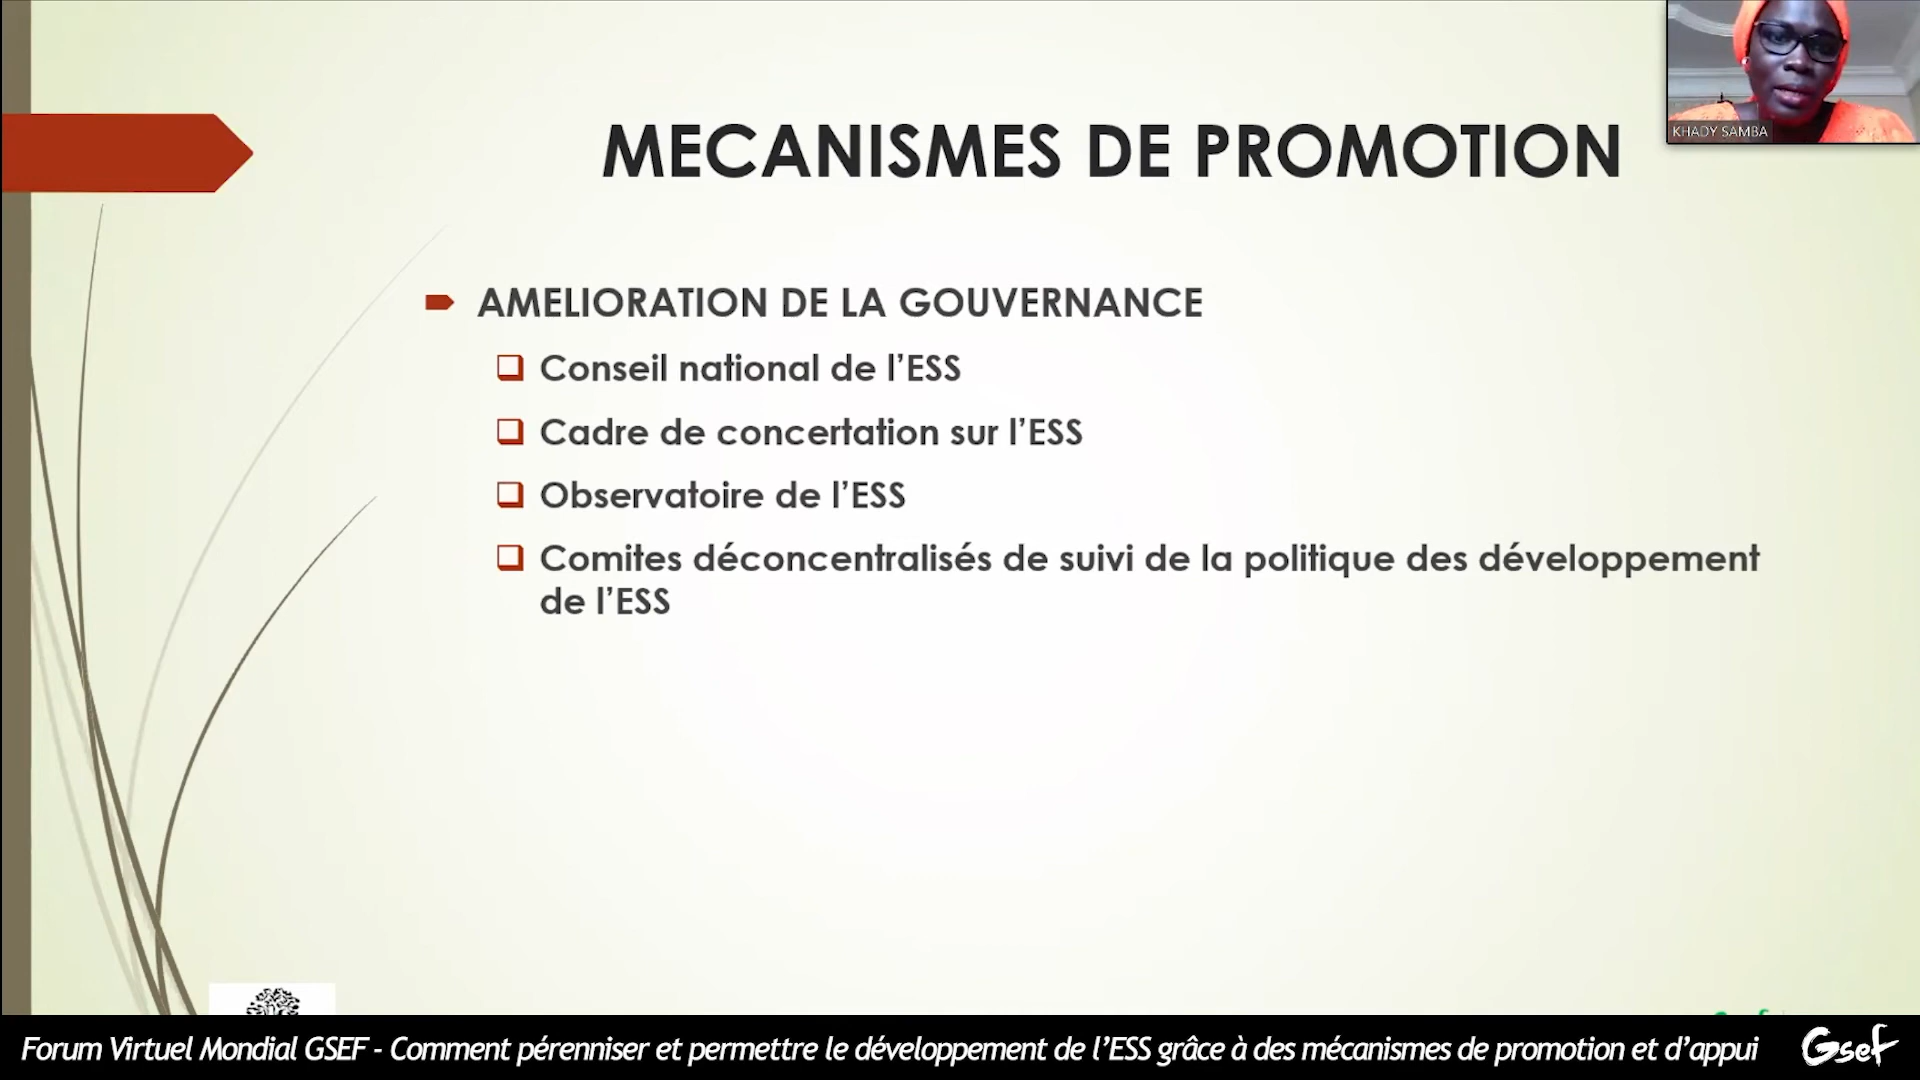 KHADY SAMBA
MECANISMES DE PROMOTION
AMELIORATION DE LA GOUVERNANCE
Conseil national de l'ESS
Cadre de concertation sur l'ESS
Observatoire de l'ESS
Comites déconcentralisés de suivi de la politique des développement
de l'ESS
Forum Virtuel Mondial GSEF - Comment pérenniser et permettre le développement de l'ESS grâce à des mécanismes de promotion et d'appui
Gsef